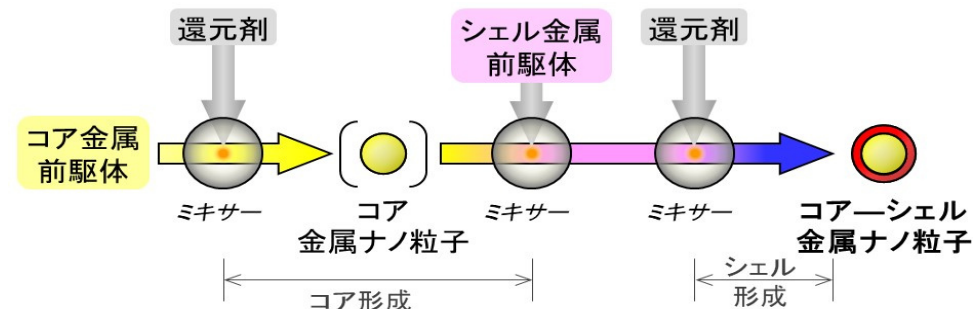 還元剤
シェル金属
前駆体
還元剤
コア金属
前駆体
ミキサー
コア
金属ナノ粒子
ミキサー
ミキサー
コア―シェル
金属ナノ粒子
コア形成
シェル
形成